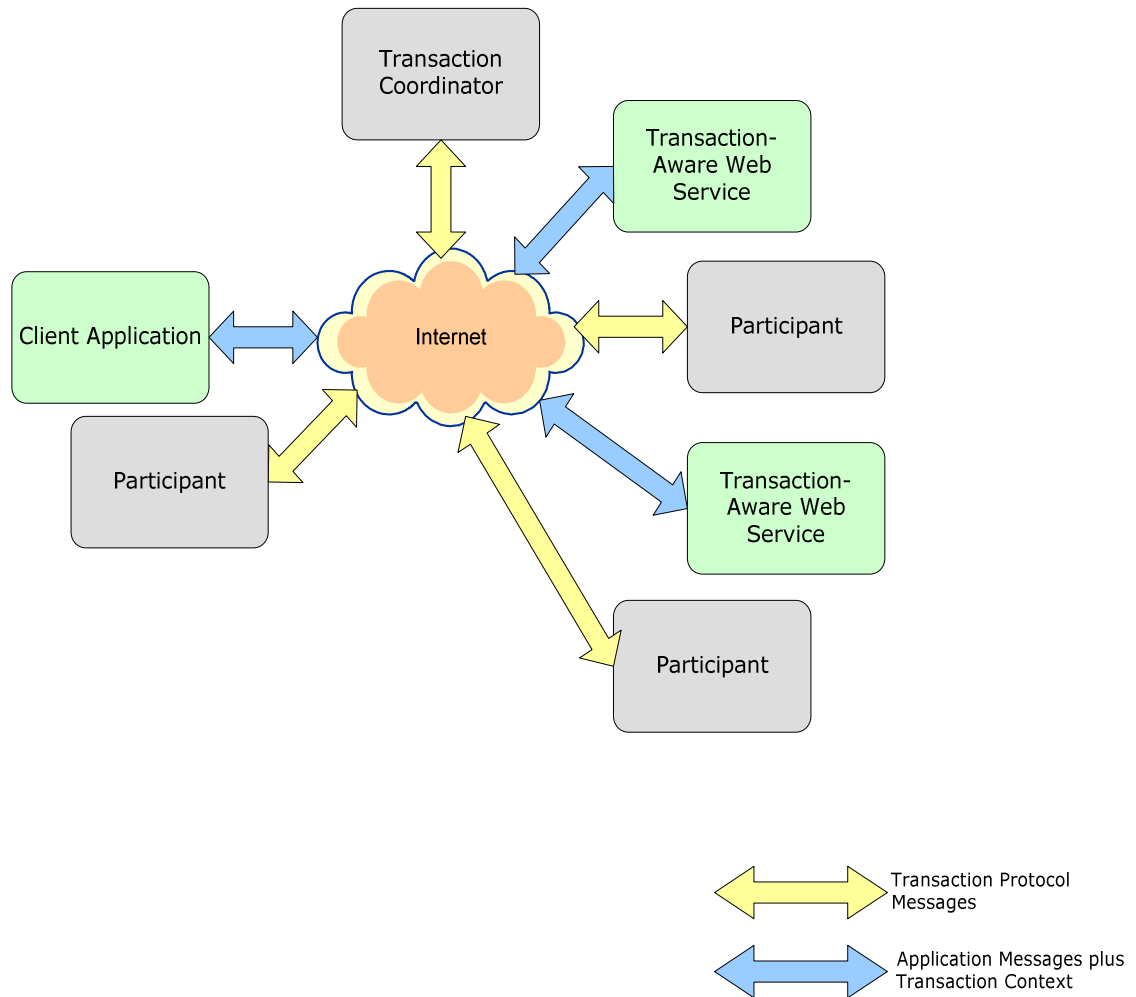 Transaction
Coordinator
Transaction-
Aware Web
Service
Client Application
Internet
Participant
Participant
Transaction-
Aware Web
Service
Participant
Transaction Protocol
Messages
Application Messages plus
Transaction Context